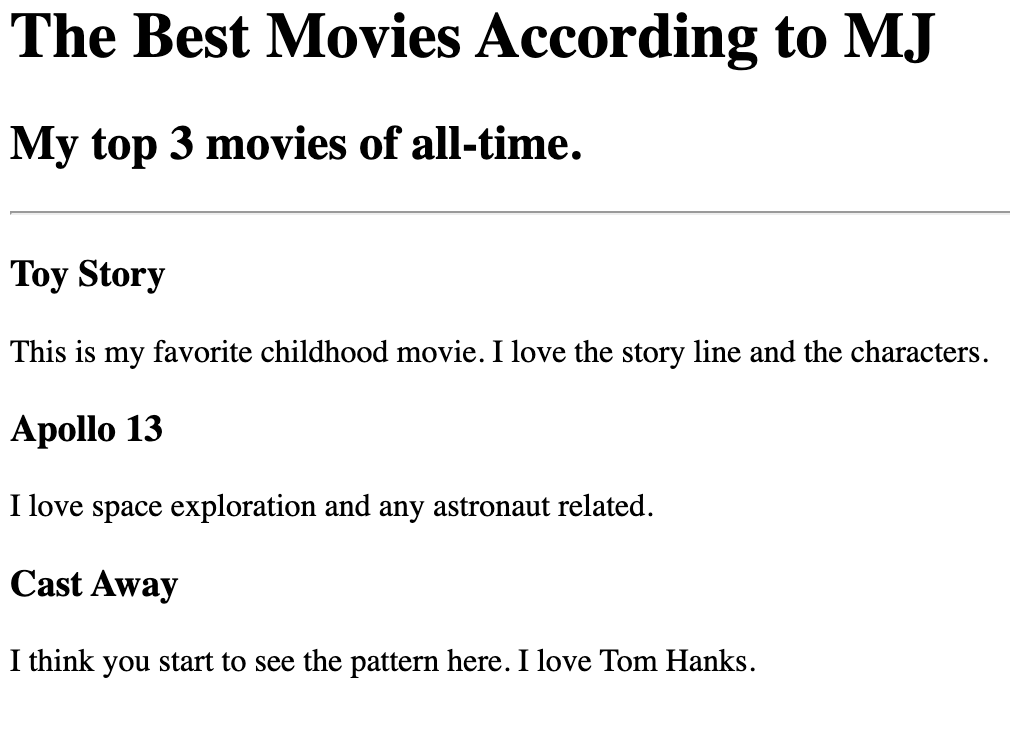 The Best Movies According to MJ
My top 3 movies of all-time.
Toy Story
This is my favorite childhood movie. I love the story line and the characters.
Apollo 13
I love space exploration and any astronaut related.
Cast Away
I think you start to see the pattern here. I love Tom Hanks.